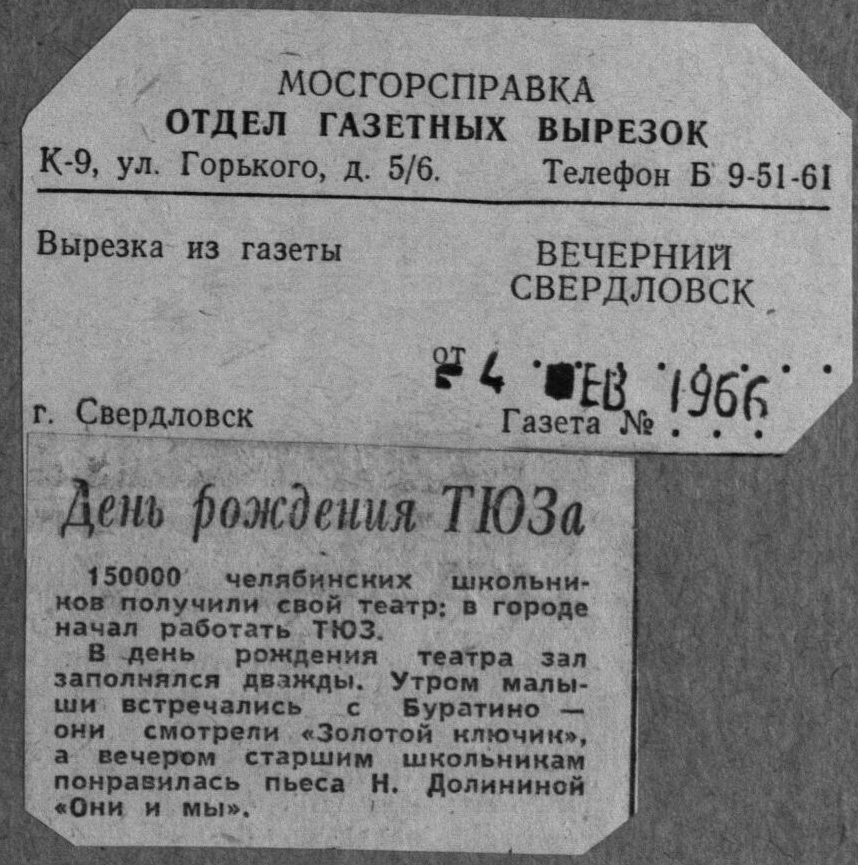 МОСГОРСПРАВКА
ОТДЕЛ ГАЗЕТНЫХ ВЫРЕЗОК
К-9, ул. Горького, д. 5/6. Телефон Б 9-51-61
Вырезка из газеты
ВЕЧЕРНИЙ
СВЕРДЛОВСК
от
- 4 ФЕВ 1966
г. Свердловск
Газета № . . .
День рождения ТЮЗа
150000 челябинских школьни-
ков получили свой театр: в городе
начал работать ТЮЗ.
В день рождения театра зал
заполнялся дважды. Утром малы-
ши встречались с Буратино —
они смотрели «Золотой ключик»,
а вечером старшим школьникам
понравилась пьеса Н. Долининой
«Они и мы».